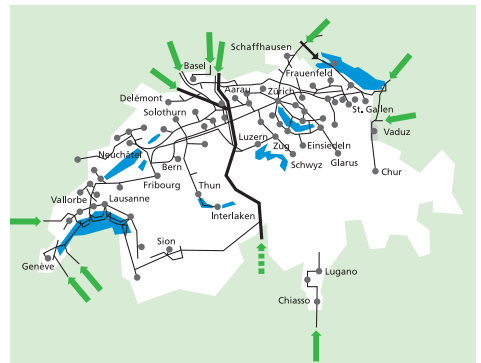 Schaffhausen
Basel
Frauenfeld
Aarau
Zürich
Delémont
St. Gallen
Solothurn
Vaduz
Luzern
Zug
Einsiedeln
Neuchâtel
Bern
Schwyz
Glarus
Chur
Fribourg
Thun
Vallorbe
Lausanne
Interlaken
Sion
Genève
Lugano
Chiasso